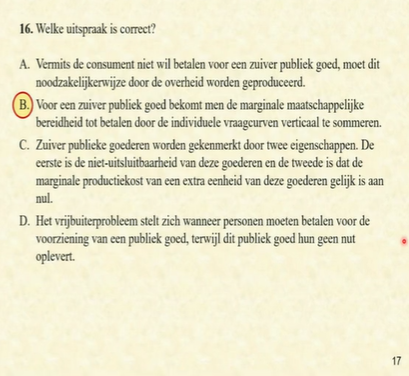 16. Welke uitspraak is correct?
A. Vermits de consument niet wil betalen voor een zuiver publiek goed, moet dit
noodzakelijkerwijze door de overheid worden geproduceerd.
B. Voor een zuiver publiek goed bekomt men de marginale maatschappelijke
bereidheid tot betalen door de individuele vraagcurven verticaal te sommeren.
C. Zuiver publieke goederen worden gekenmerkt door twee eigenschappen. De
eerste is de niet-uitsluitbaarheid van deze goederen en de tweede is dat de
marginale productiekost van een extra eenheid van deze goederen gelijk is aan
nul.
D. Het vrijbuiterprobleem stelt zich wanneer personen moeten betalen voor de
voorziening van een publiek goed, terwijl dit publiek goed hun geen nut
oplevert.
17